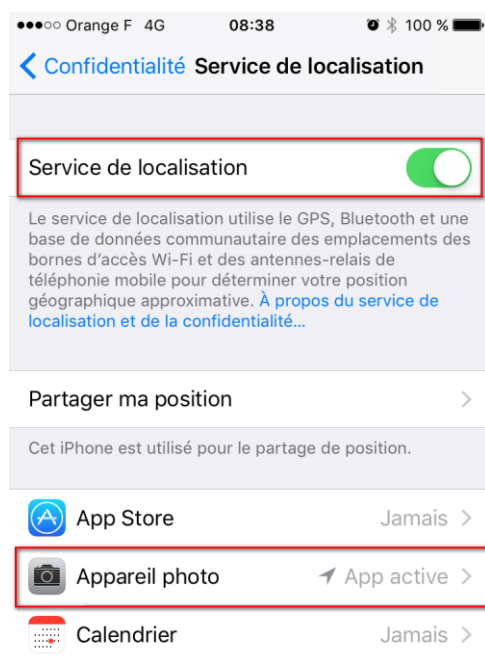 Orange F 4G 08:38 100 %
Confidentialité Service de localisation
Service de localisation
Le service de localisation utilise le GPS, Bluetooth et une
base de données communautaire des emplacements des
bornes d'accès Wi-Fi et des antennes-relais de
téléphonie mobile pour déterminer votre position
géographique approximative. À propos du service de
localisation et de la confidentialité...
Partager ma position
Cet iPhone est utilisé pour le partage de position.
App Store Jamais
Appareil photo App active
Calendrier Jamais